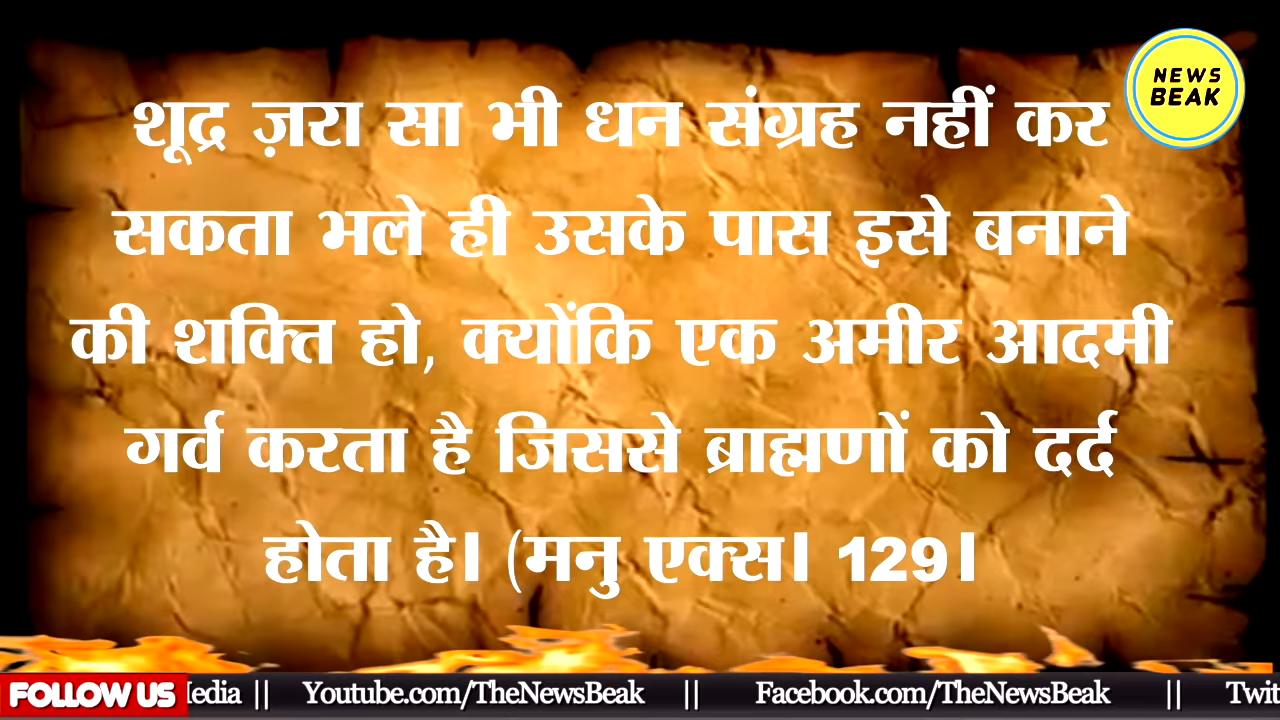 NEWS
BEAK
शूद्र ज़रा सा भी धन संग्रह नहीं कर
सकता भले ही उसके पास इसे बनाने
की शक्ति हो, क्योंकि एक अमीर आदमी
गर्व करता है जिससे ब्राह्मणों को दर्द
होता है। (मनु एक्स। 129।
FOLLOW US ledia || Youtube.com/TheNewsBeak || Facebook.com/TheNewsBeak || Twit